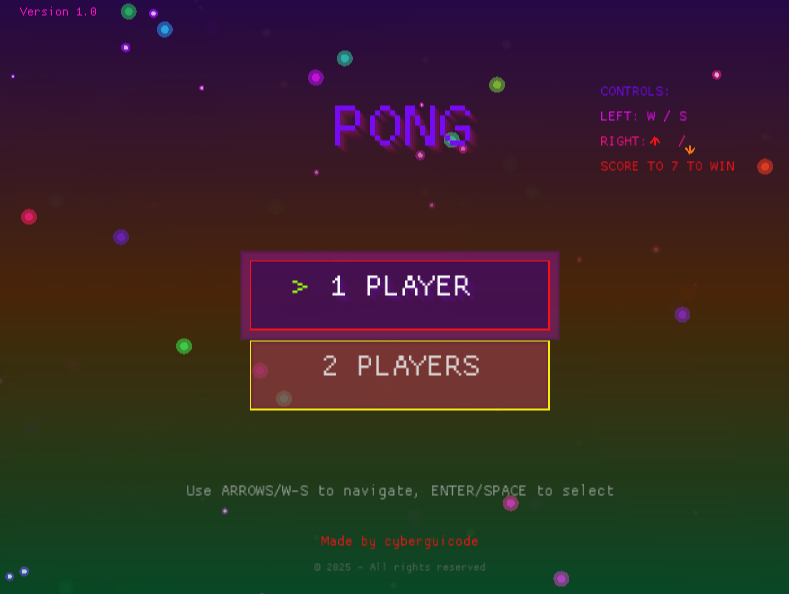 Version 1.0
PONG
CONTROLS:
LEFT: W / S
RIGHT: ↑ / ↓
SCORE TO 7 TO WIN
> 1 PLAYER
2 PLAYERS
Use ARROWS/W-S to navigate, ENTER/SPACE to select
Made by cyberguicode
© 2025 - All rights reserved